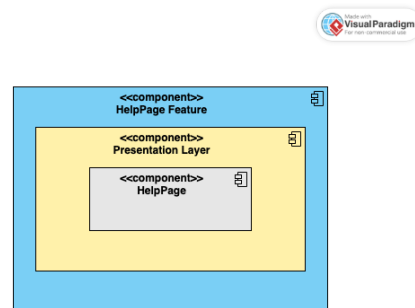 Made with
Visual Paradigm
For non-commercial use
<<component>>
HelpPage Feature
<<component>>
Presentation Layer
<<component>>
HelpPage